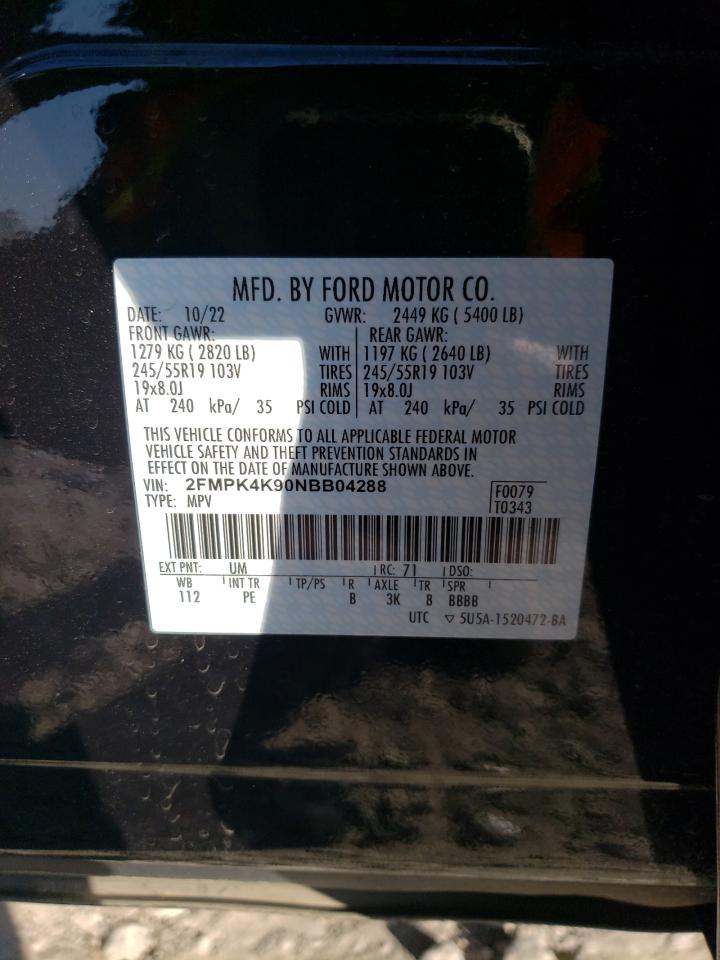 MFD. BY FORD MOTOR CO.
DATE: 10/22 GVWR: 2449 KG ( 5400 LB)
FRONT GAWR: REAR GAWR:
1279 KG ( 2820 LB) WITH 1197 KG ( 2640 LB) WITH
245/55R19 103V TIRES 245/55R19 103V TIRES
19x8.0J RIMS 19x8.0J RIMS
AT 240 kPa/ 35 PSI COLD AT 240 kPa/ 35 PSI COLD
THIS VEHICLE CONFORMS TO ALL APPLICABLE FEDERAL MOTOR
VEHICLE SAFETY AND THEFT PREVENTION STANDARDS IN
EFFECT ON THE DATE OF MANUFACTURE SHOWN ABOVE.
VIN: 2FMPK4K90NBB04288 F0079
TYPE: MPV T0343
EXT PNT: UM RC: 71 DSO:
WB INT TR TP/PS R AXLE TR SPR
112 PE B 3K 8 BBBB
UTC ▽ 5U5A-1520472-BA